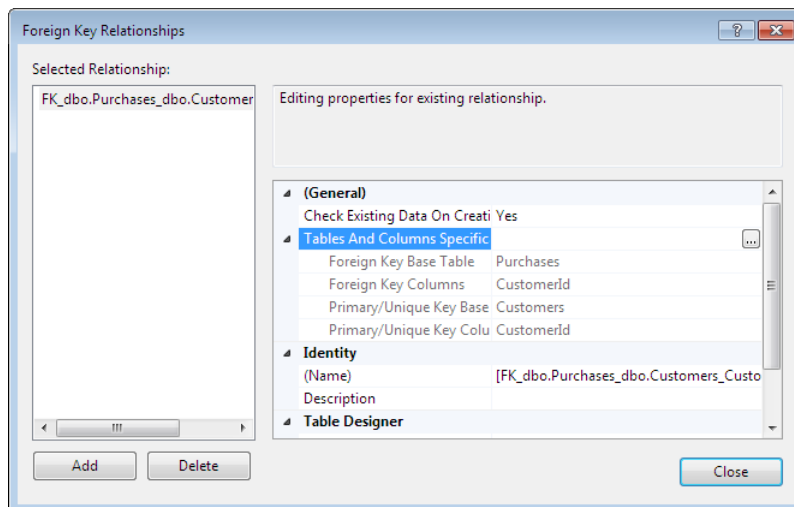 Foreign Key Relationships
Selected Relationship:
FK_dbo.Purchases_dbo.Customer
Editing properties for existing relationship.
(General)
Check Existing Data On Creati Yes
Tables And Columns Specific ...
Foreign Key Base Table Purchases
Foreign Key Columns CustomerId
Primary/Unique Key Base Customers
Primary/Unique Key Colu CustomerId
Identity
(Name) [FK_dbo.Purchases_dbo.Customers_Custo
Description
Table Designer
Add Delete
Close